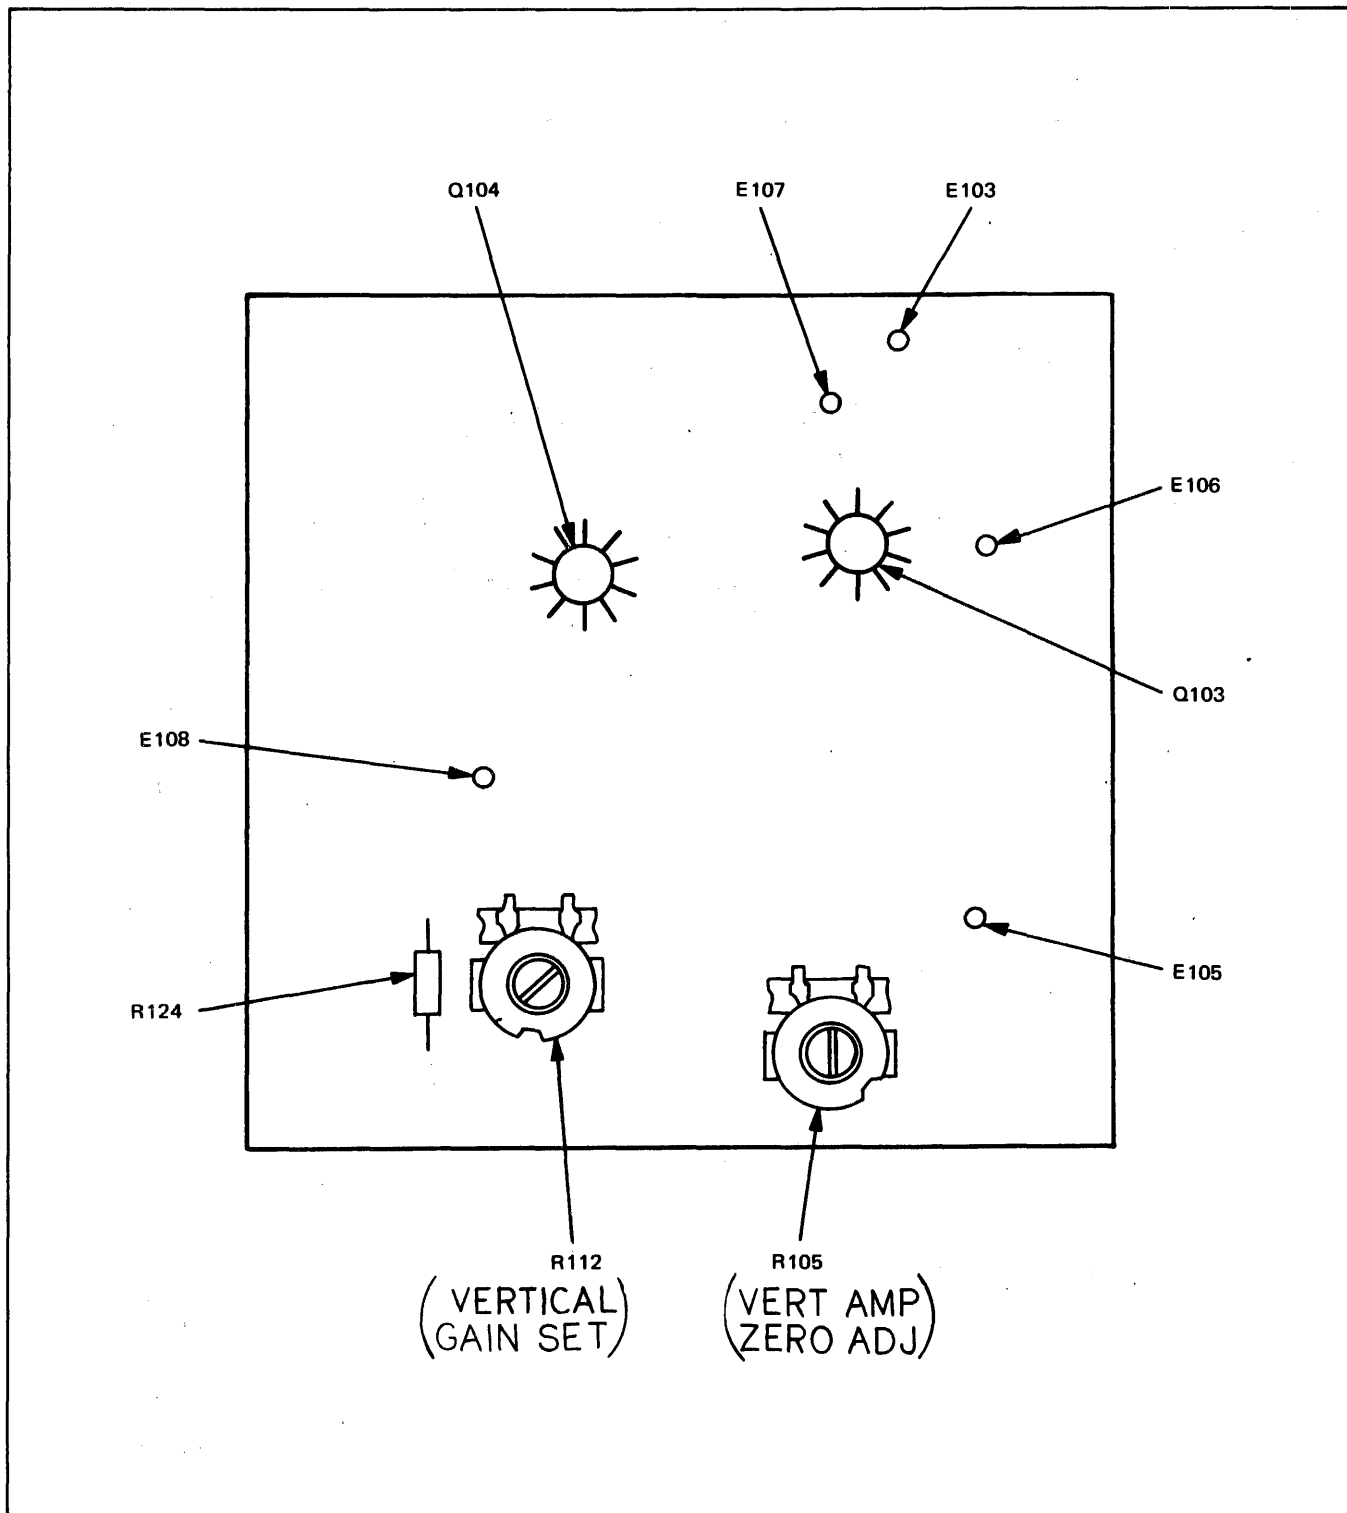 Q104
E107
E103
E106
Q103
E108
E105
R124
R112
(VERTICAL
GAIN SET)
R105
(VERT AMP
ZERO ADJ)